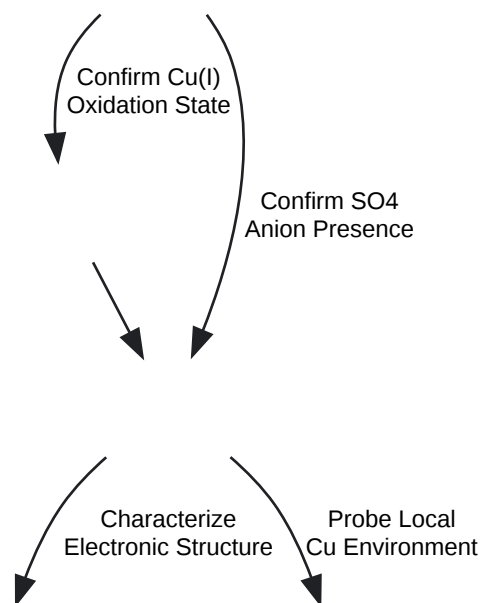 Confirm Cu(I)
Oxidation State
Confirm SO4
Anion Presence
Characterize
Electronic Structure
Probe Local
Cu Environment